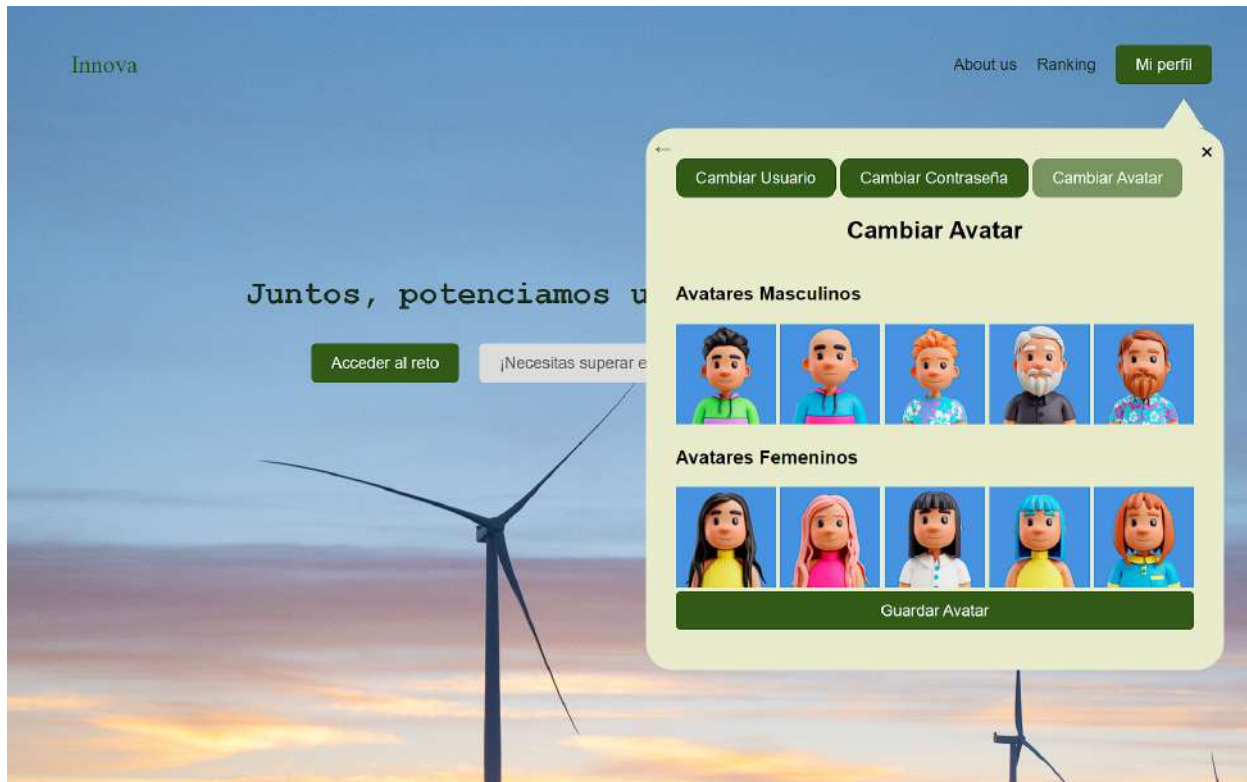 Innova
About us Ranking Mi perfil
Cambiar Usuario Cambiar Contraseña Cambiar Avatar
Cambiar Avatar
Juntos, potenciamos u
Acceder al reto ¡Necesitas superar e
Avatares Masculinos
Avatares Femeninos
Guardar Avatar